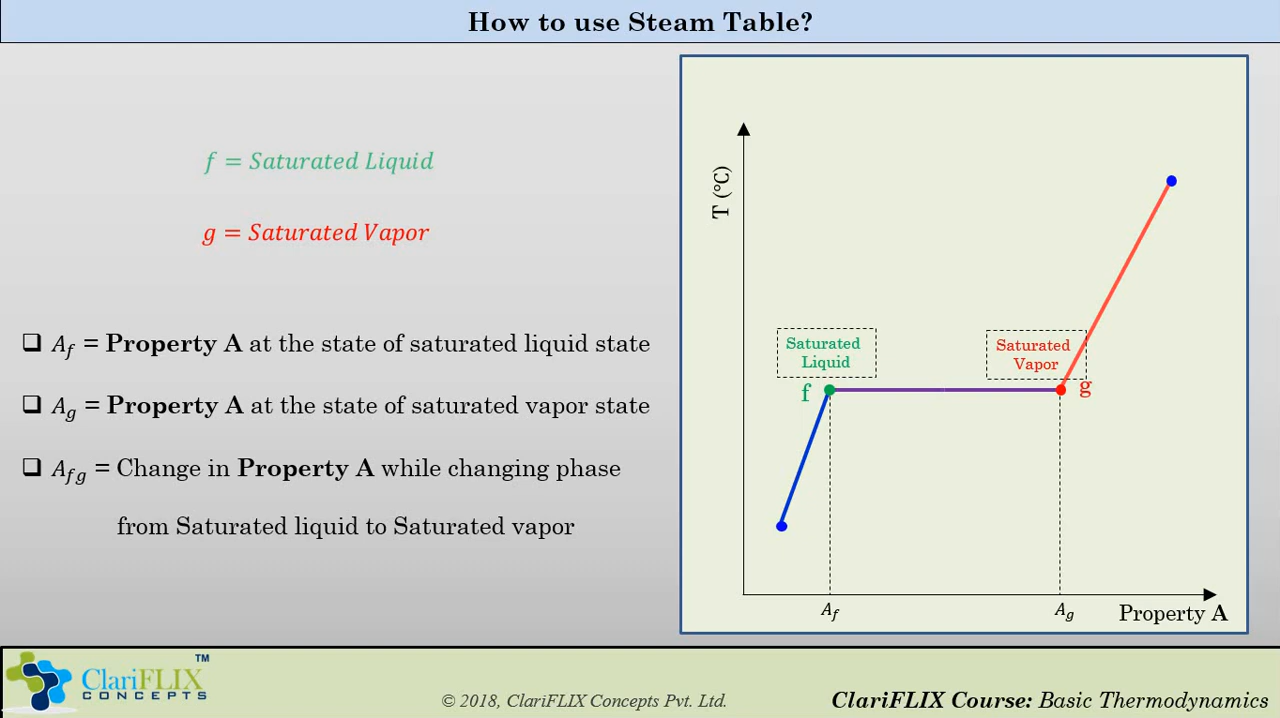 How to use Steam Table?
f = Saturated Liquid
g = Saturated Vapor
❑ A_f = Property A at the state of saturated liquid state
❑ A_g = Property A at the state of saturated vapor state
❑ A_fg = Change in Property A while changing phase
from Saturated liquid to Saturated vapor
T (°C)
Saturated
Liquid
f
Saturated
Vapor
g
A_f
A_g
Property A
ClariFLIX™
CONCEPTS
© 2018, ClariFLIX Concepts Pvt. Ltd.
ClariFLIX Course: Basic Thermodynamics